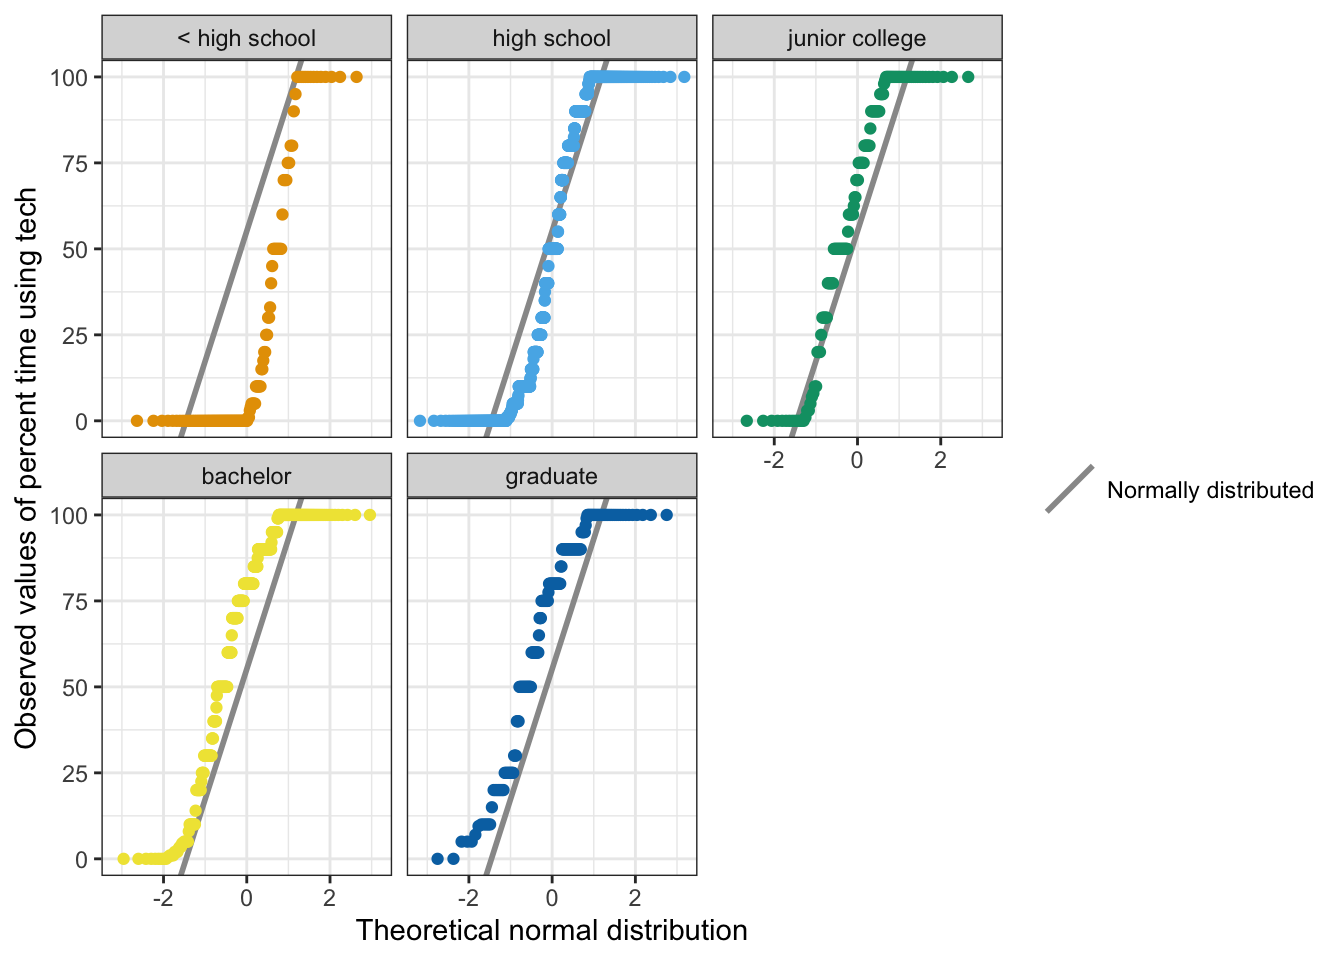 < high school
high school
junior college
100
75
50
25
0
-2 0 2
bachelor
graduate
100
75
50
25
0
-2 0 2
-2 0 2
Observed values of percent time using tech
Theoretical normal distribution
Normally distributed